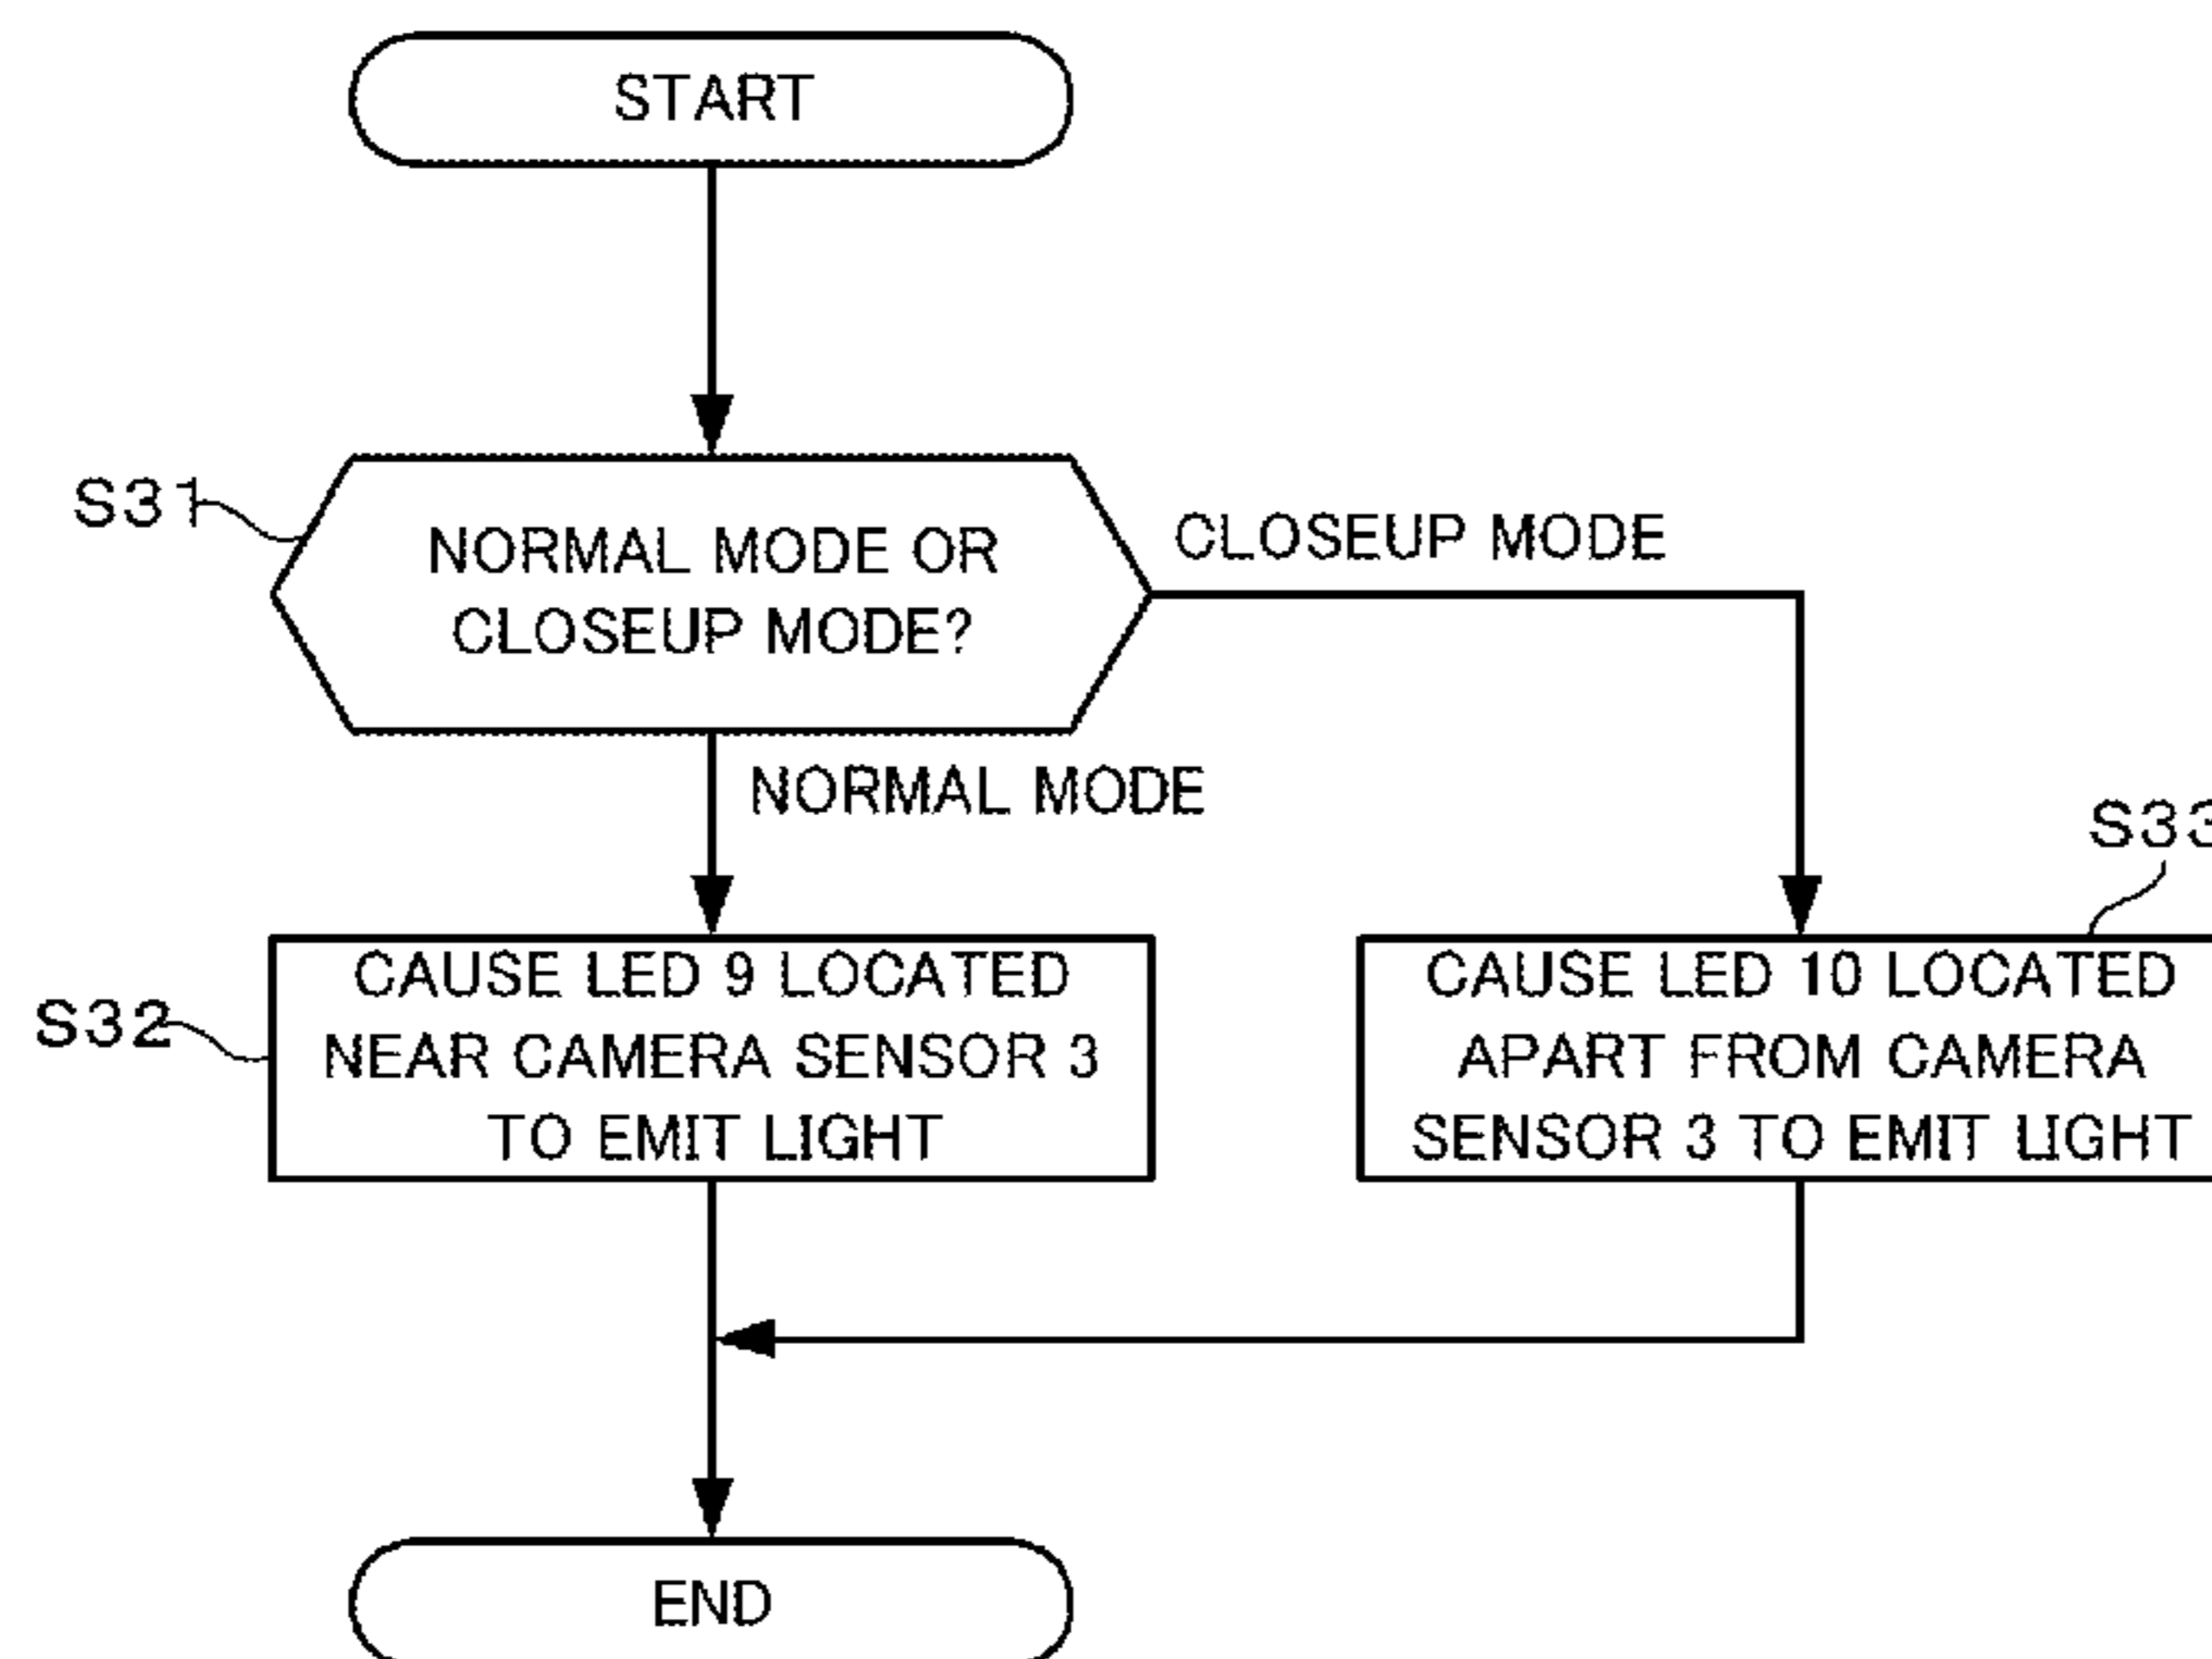 START
S31
NORMAL MODE OR
CLOSEUP MODE?
CLOSEUP MODE
NORMAL MODE
S32
CAUSE LED 9 LOCATED
NEAR CAMERA SENSOR 3
TO EMIT LIGHT
S33
CAUSE LED 10 LOCATED
APART FROM CAMERA
SENSOR 3 TO EMIT LIGHT
END